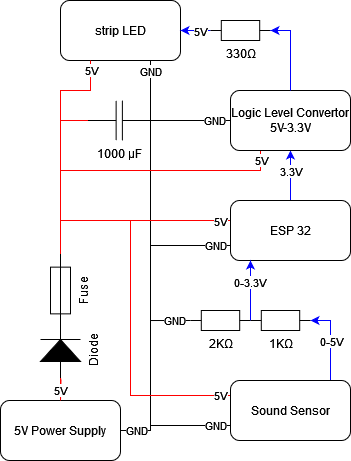 strip LED
5V
330Ω
5V
GND
1000 µF
GND
Logic Level Convertor
5V-3.3V
5V
3.3V
5V
ESP 32
GND
0-3.3V
Fuse
GND
2KΩ
1KΩ
0-5V
Diode
5V
5V
Sound Sensor
5V Power Supply
GND
GND